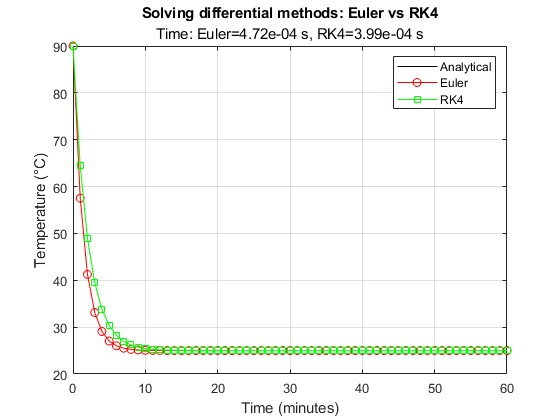 Solving differential methods: Euler vs RK4
Time: Euler=4.72e-04 s, RK4=3.99e-04 s
90
80
70
60
50
40
30
20
Temperature (°C)
Analytical
Euler
RK4
0 10 20 30 40 50 60
Time (minutes)